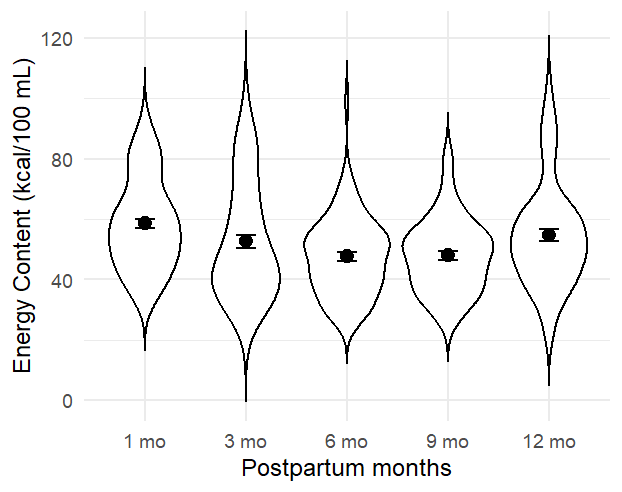 Energy Content (kcal/100 mL)
120
80
40
0
1 mo
3 mo
6 mo
9 mo
12 mo
Postpartum months